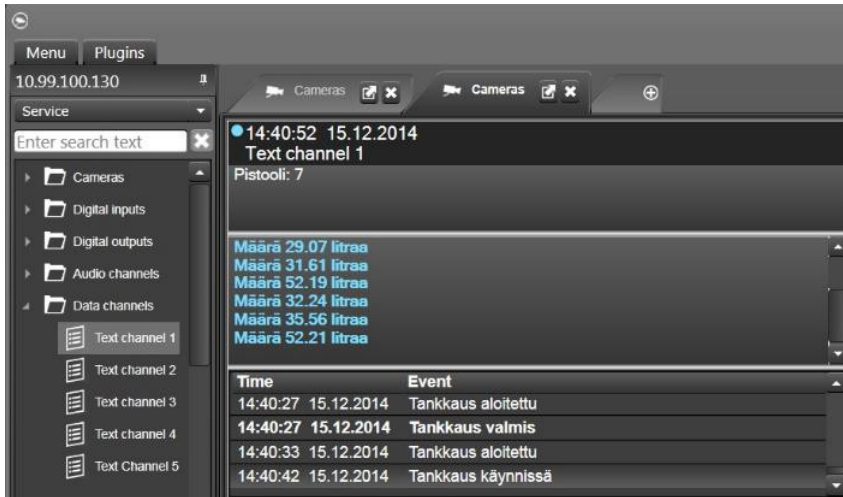 Menu Plugins
10.99.100.130
Service
Enter search text
Cameras
Digital inputs
Digital outputs
Audio channels
Data channels
Text channel 1
Text channel 2
Text channel 3
Text channel 4
Text Channel 5
Cameras Cameras
14:40:52 15.12.2014
Text channel 1
Pistooli: 7
Määrä 29.07 litraa
Määrä 31.61 litraa
Määrä 52.19 litraa
Määrä 32.24 litraa
Määrä 35.56 litraa
Määrä 52.21 litraa
Time Event
14:40:27 15.12.2014 Tankkaus aloitettu
14:40:27 15.12.2014 Tankkaus valmis
14:40:33 15.12.2014 Tankkaus aloitettu
14:40:42 15.12.2014 Tankkaus käynnissä